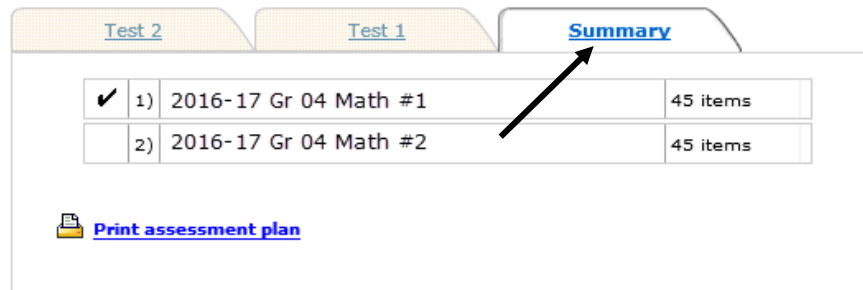 Test 2 Test 1 Summary
✔ 1) 2016-17 Gr 04 Math #1 45 items
2) 2016-17 Gr 04 Math #2 45 items
Print assessment plan